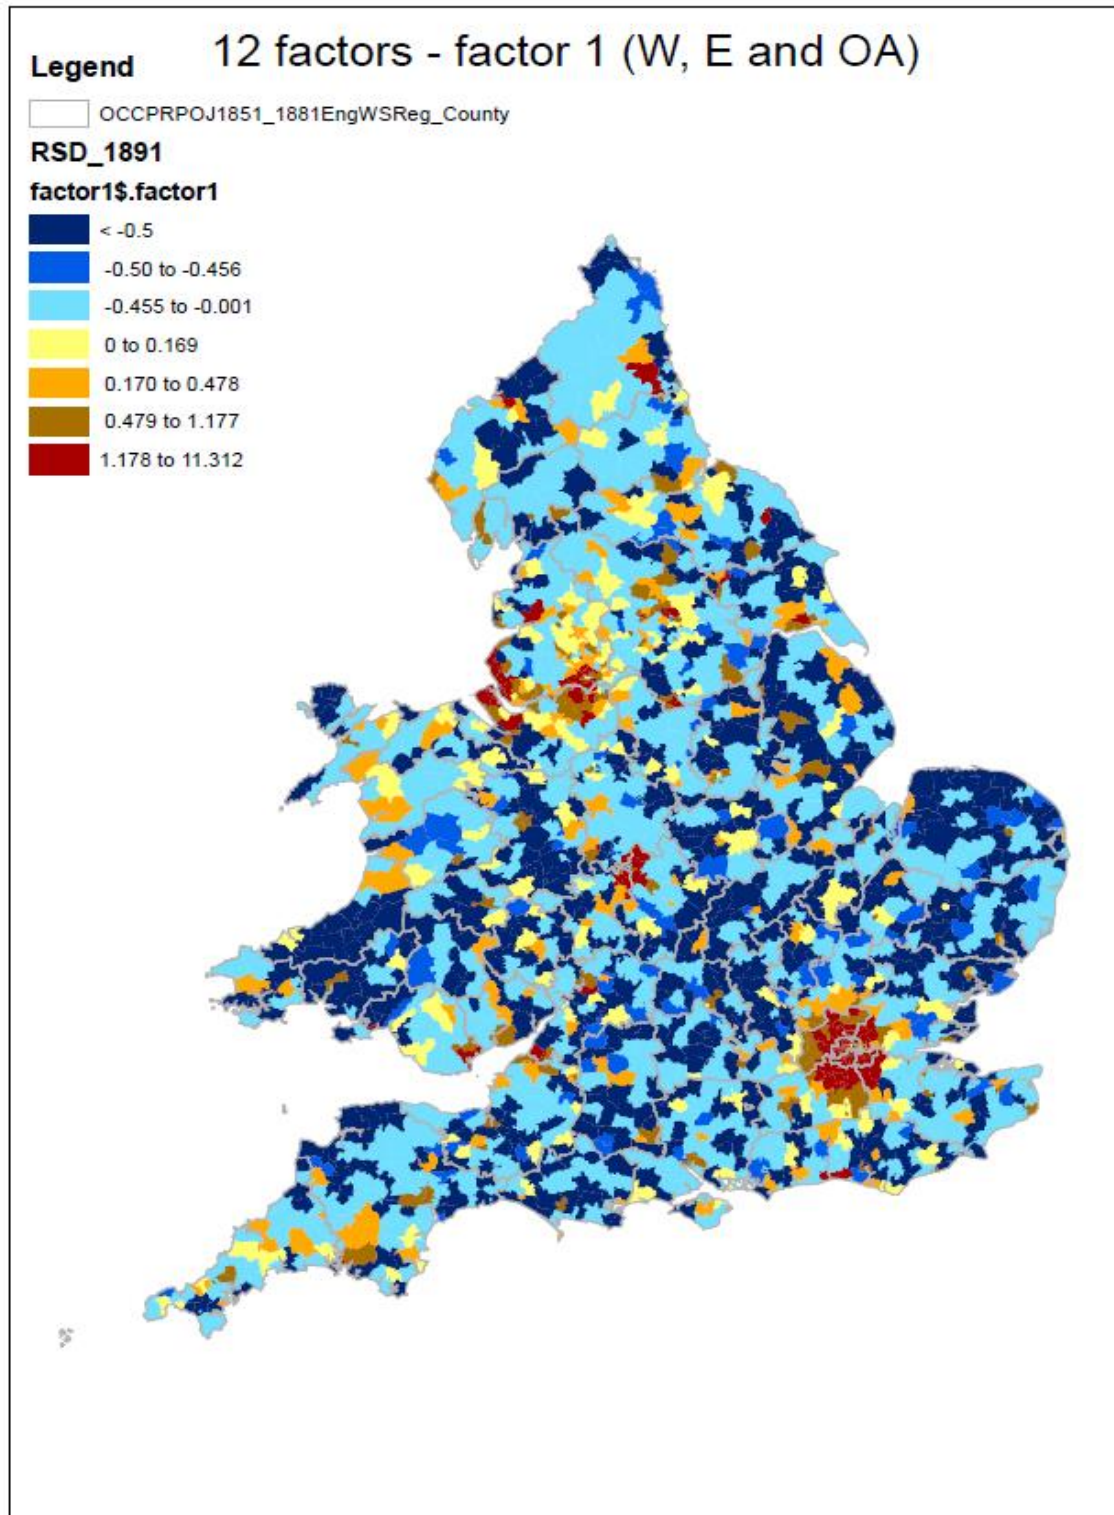 12 factors - factor 1 (W, E and OA)
Legend
OCCPRPOJ1851_1881EngWSReg_County
RSD_1891
factor1$.factor1
< -0.5
-0.50 to -0.456
-0.455 to -0.001
0 to 0.169
0.170 to 0.478
0.479 to 1.177
1.178 to 11.312